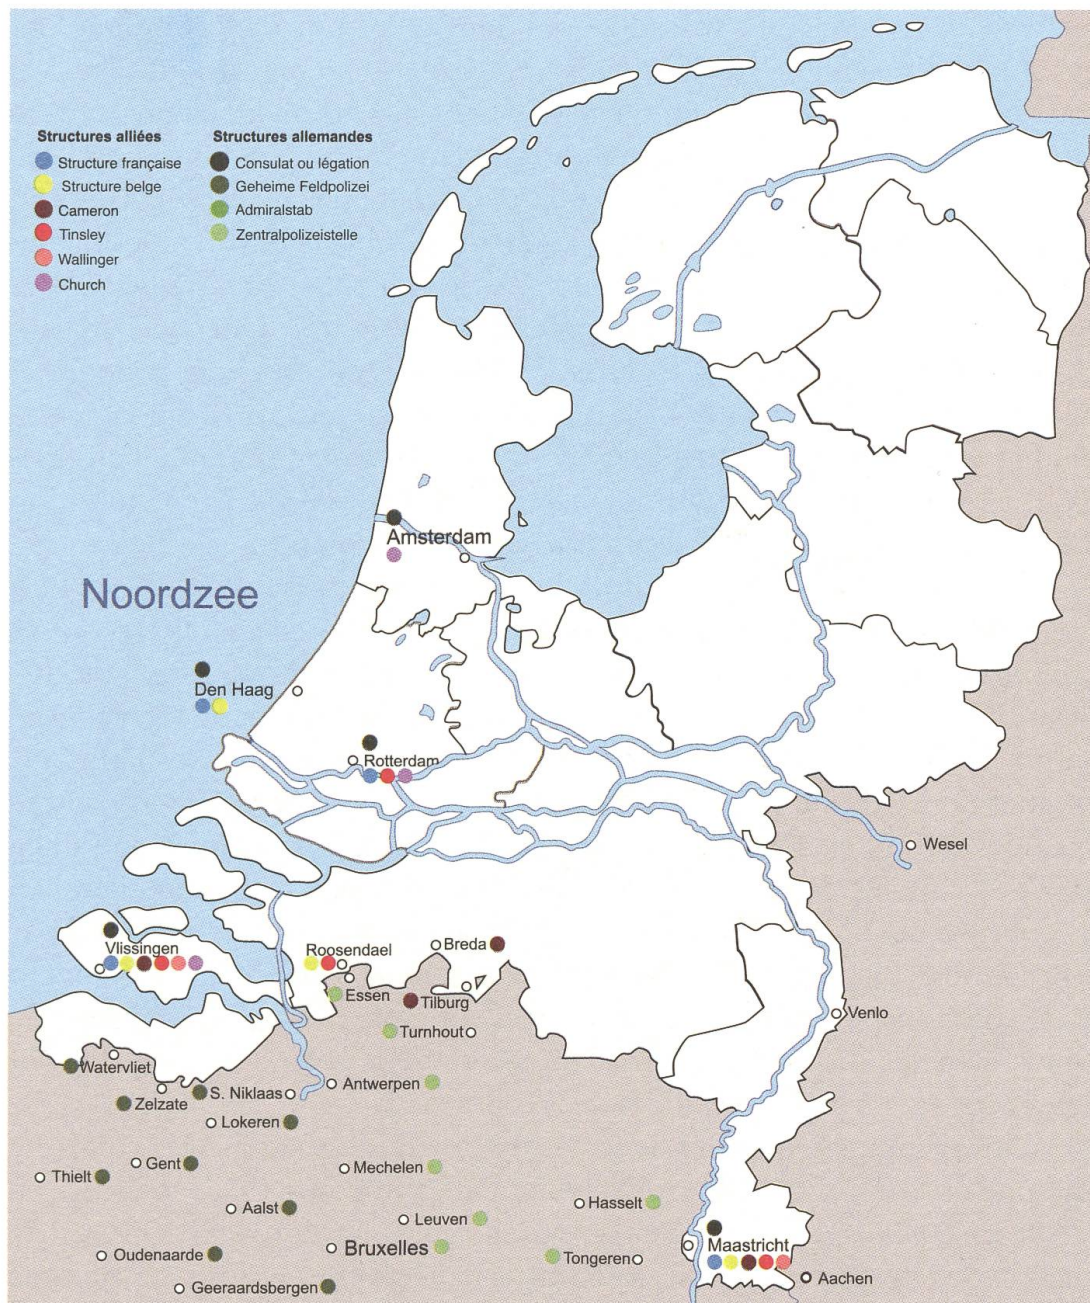 Structures alliées
Structure française
Structure belge
Cameron
Tinsley
Wallinger
Church
Structures allemandes
Consulat ou légation
Geheime Feldpolizei
Admiralstab
Zentralpolizeistelle
Amsterdam
Noordzee
Den Haag
Rotterdam
Wesel
Vlissingen
Roosendael
Breda
Essen
Tilburg
Venlo
Turnhout
Watervliet
Zelzate
S. Niklaas
Antwerpen
Lokeren
Thielt
Gent
Mechelen
Aalst
Leuven
Hasselt
Oudenaarde
Bruxelles
Tongeren
Maastricht
Geeraardsbergen
Aachen